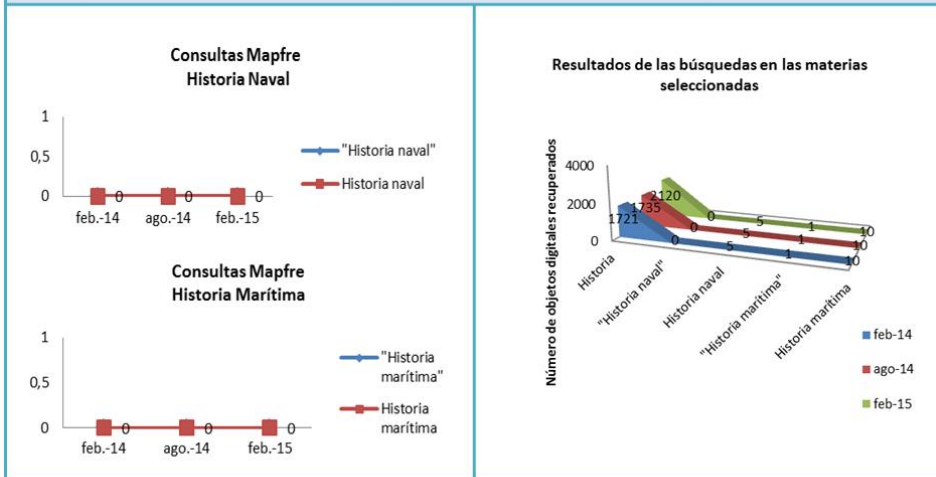 Consultas Mapfre
Historia Naval
1
0,5
0
0
0
0
feb.-14
ago.-14
feb.-15
"Historia naval"
Historia naval
Consultas Mapfre
Historia Marítima
1
0,5
0
0
0
0
feb.-14
ago.-14
feb.-15
"Historia
marítima"
Historia
marítima
Resultados de las búsquedas en las materias
seleccionadas
Número de objetos digitales recuperados
4000
2000
0
2120
0
5
1
10
1735
0
5
1
10
1721
0
5
1
10
Historia
"Historia naval"
Historia naval
"Historia marítima"
Historia marítima
feb-14
ago-14
feb-15